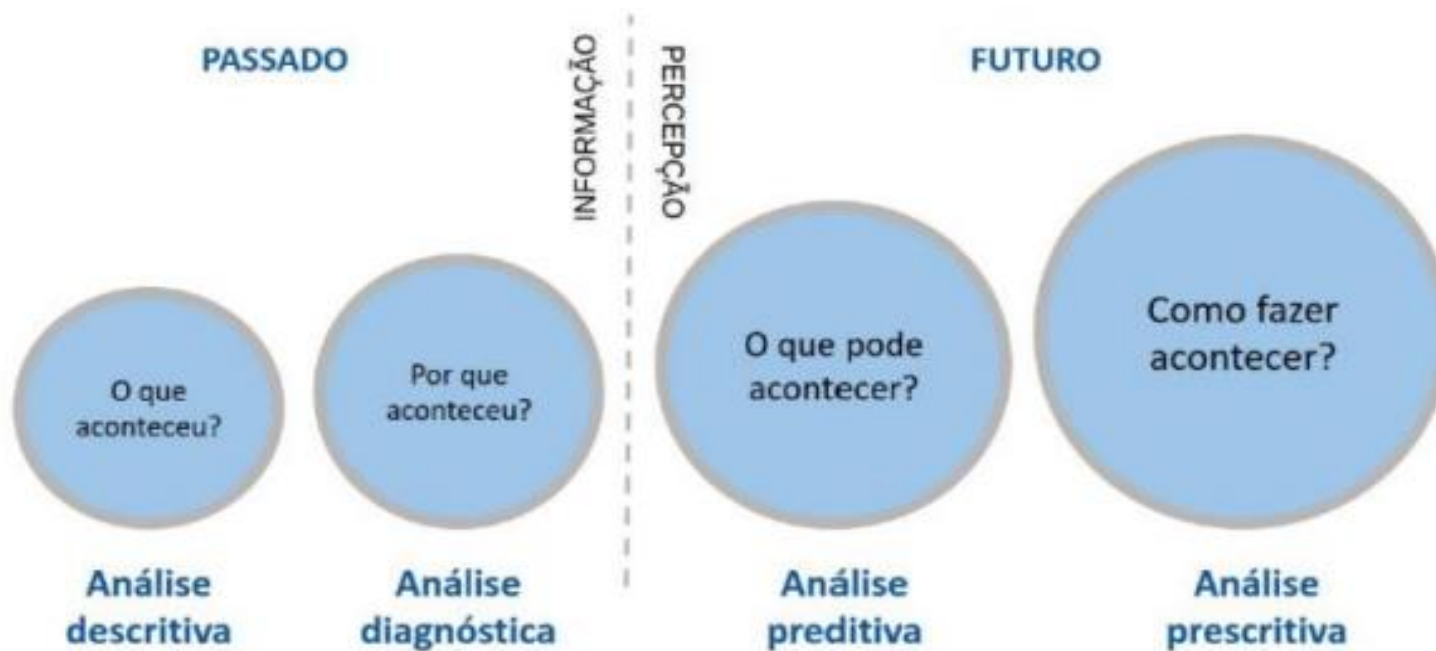 PASSADO
INFORMAÇÃO
PERCEPÇÃO
FUTURO
O que
aconteceu?
Por que
aconteceu?
O que pode
acontecer?
Como fazer
acontecer?
Análise
descritiva
Análise
diagnóstica
Análise
preditiva
Análise
prescritiva